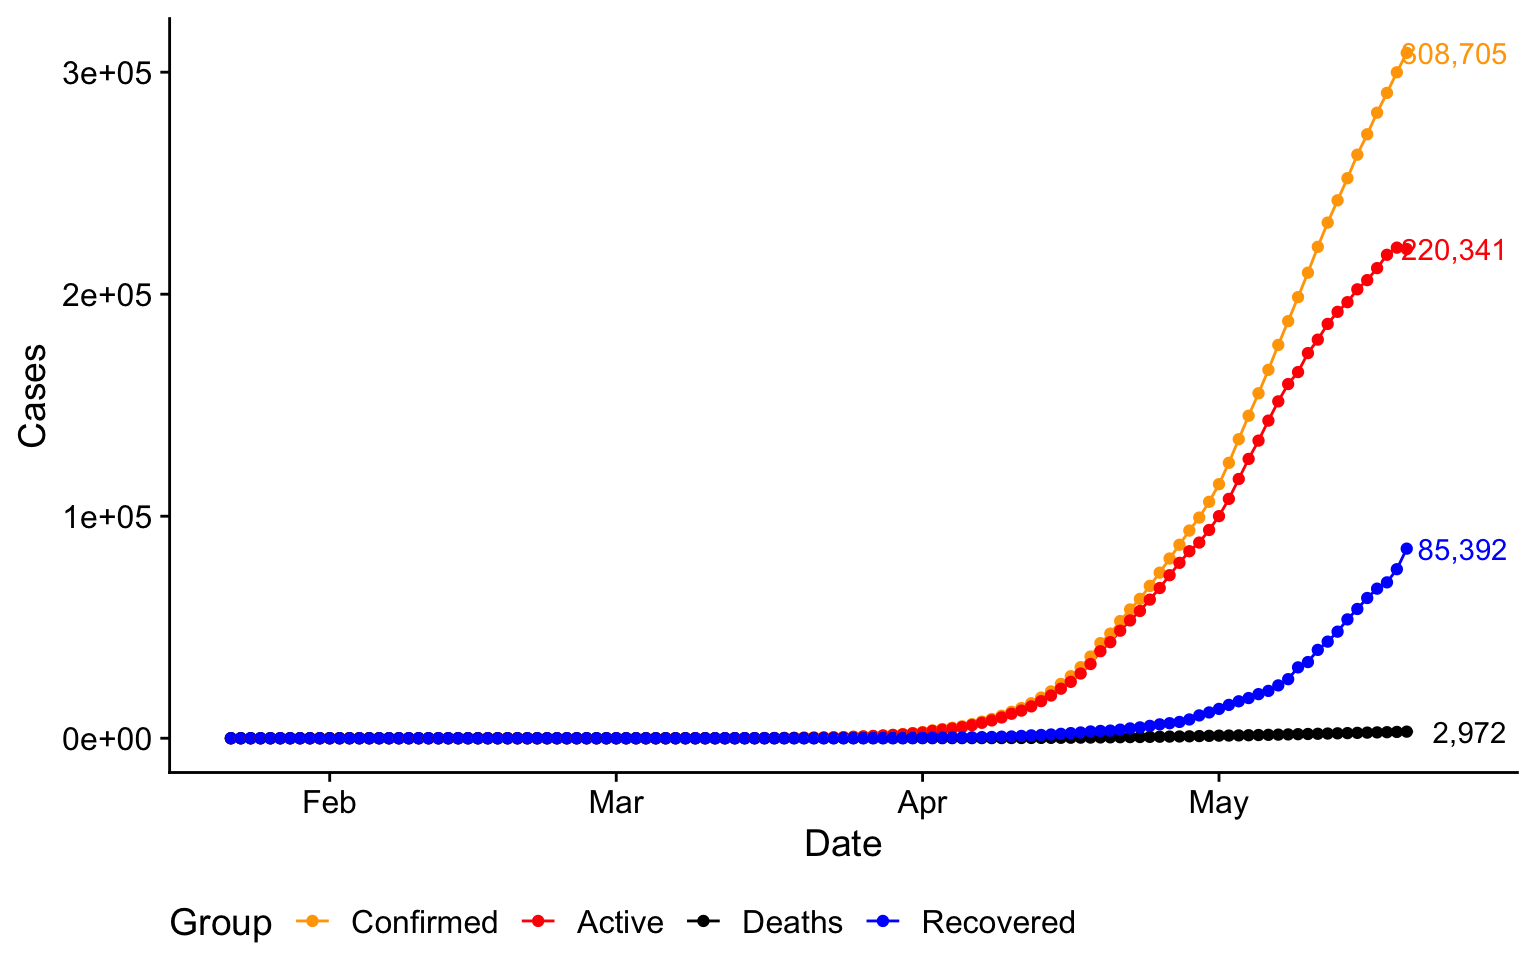 308,705
3e+05
220,341
2e+05
Cases
1e+05
85,392
0e+00
2,972
Feb Mar Apr May
Date
Group Confirmed Active Deaths Recovered